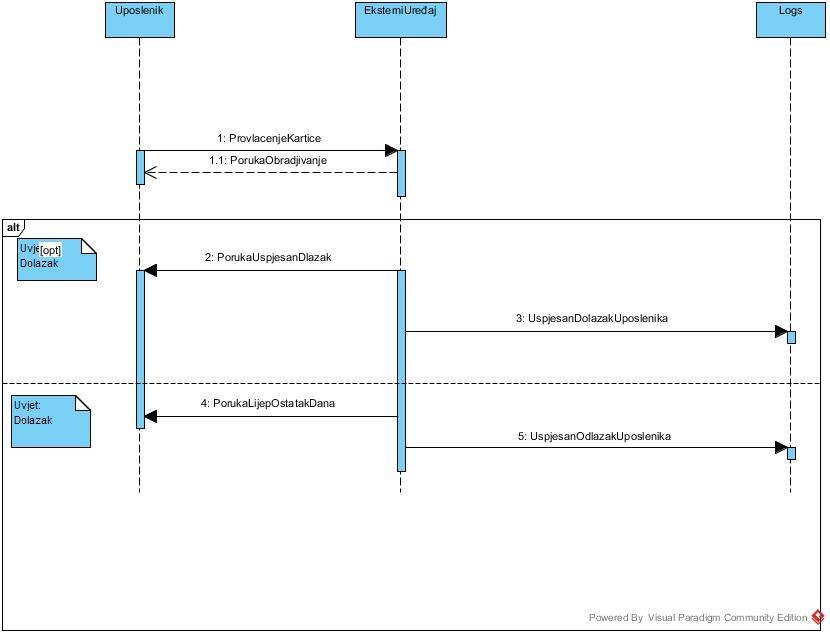 Uposlenik
EksterniUređaj
Logs
1: ProvlacenjeKartice
1.1: PorukaObradjivanje
alt
[opt]
Dolazak
2: PorukaUspjesanDlazak
3: UspjesanDolazakUposlenika
Uvjet:
Dolazak
4: PorukaLijepOstatakDana
5: UspjesanOdlazakUposlenika
Powered By Visual Paradigm Community Edition